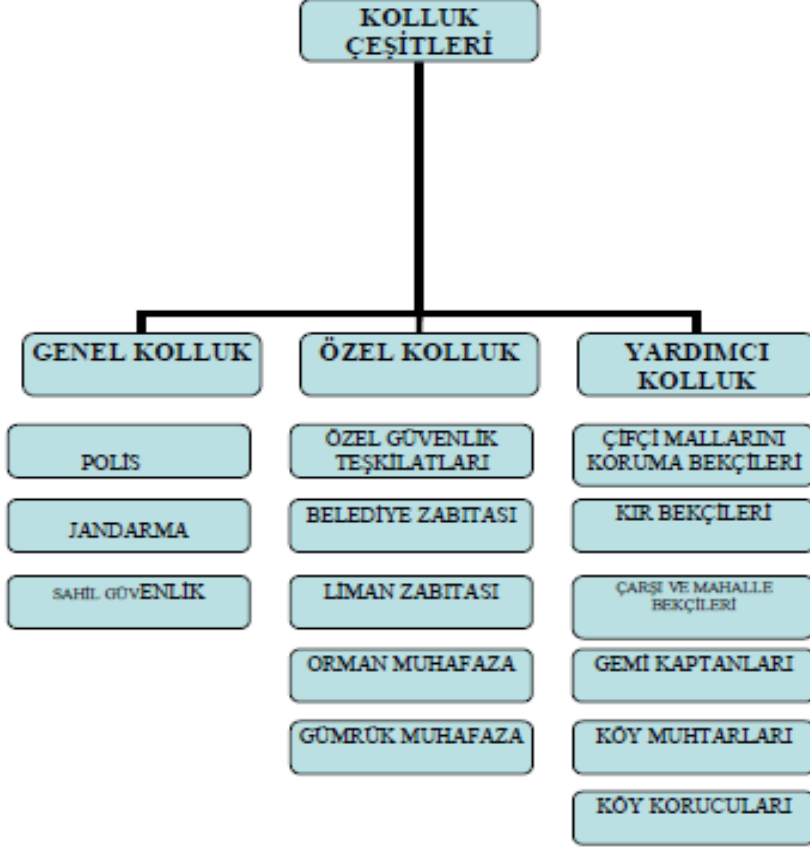 KOLLUK
ÇEŞİTLERİ
GENEL KOLLUK
POLİS
JANDARMA
SAHİL GÜVENLİK
ÖZEL KOLLUK
ÖZEL GÜVENLİK
TEŞKİLATLARI
BELEDİYE ZABITASI
LİMAN ZABITASI
ORMAN MUHAFAZA
GÜMRÜK MUHAFAZA
YARDIMCI
KOLLUK
ÇİFÇİ MALLARINI
KORUMA BEKÇİLERİ
KIR BEKÇİLERİ
ÇARŞI VE MAHALLE
BEKÇİLERİ
GEMİ KAPTANLARI
KÖY MUHTARLARI
KÖY KORUCULARI